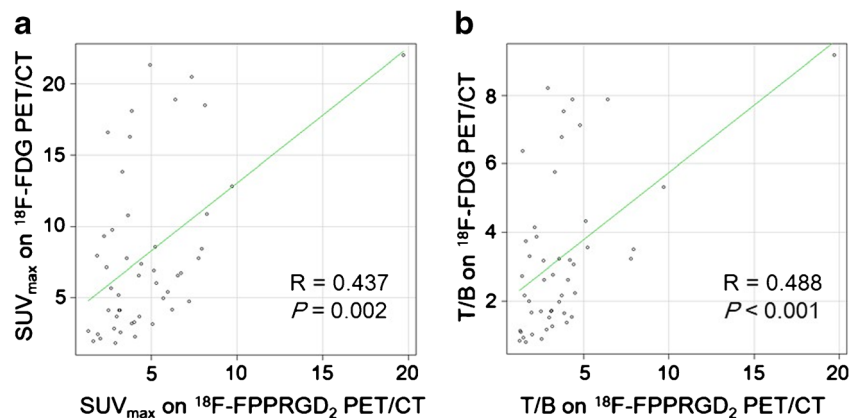 a
SUVmax on 18F-FDG PET/CT
20
15
10
5
R = 0.437
P = 0.002
5
10
15
20
SUVmax on 18F-FPPRGD2 PET/CT
b
T/B on 18F-FDG PET/CT
8
6
4
2
R = 0.488
P < 0.001
5
10
15
20
T/B on 18F-FPPRGD2 PET/CT